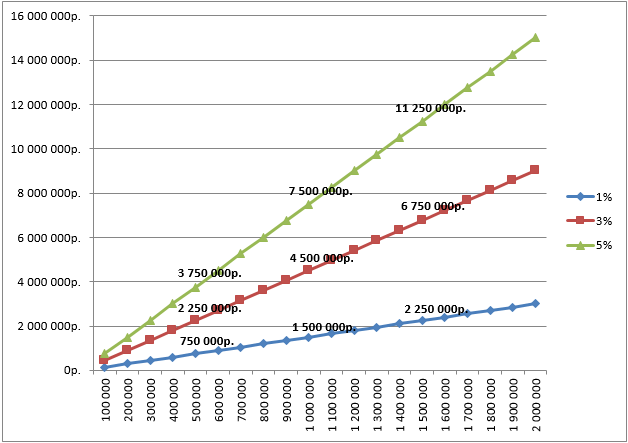 16 000 000р.
14 000 000р.
12 000 000р.
10 000 000р.
8 000 000р.
6 000 000р.
4 000 000р.
2 000 000р.
0р.
11 250 000р.
7 500 000р.
6 750 000р.
4 500 000р.
3 750 000р.
2 250 000р.
2 250 000р.
1 500 000р.
750 000р.
1%
3%
5%
100 000
200 000
300 000
400 000
500 000
600 000
700 000
800 000
900 000
1 000 000
1 100 000
1 200 000
1 300 000
1 400 000
1 500 000
1 600 000
1 700 000
1 800 000
1 900 000
2 000 000